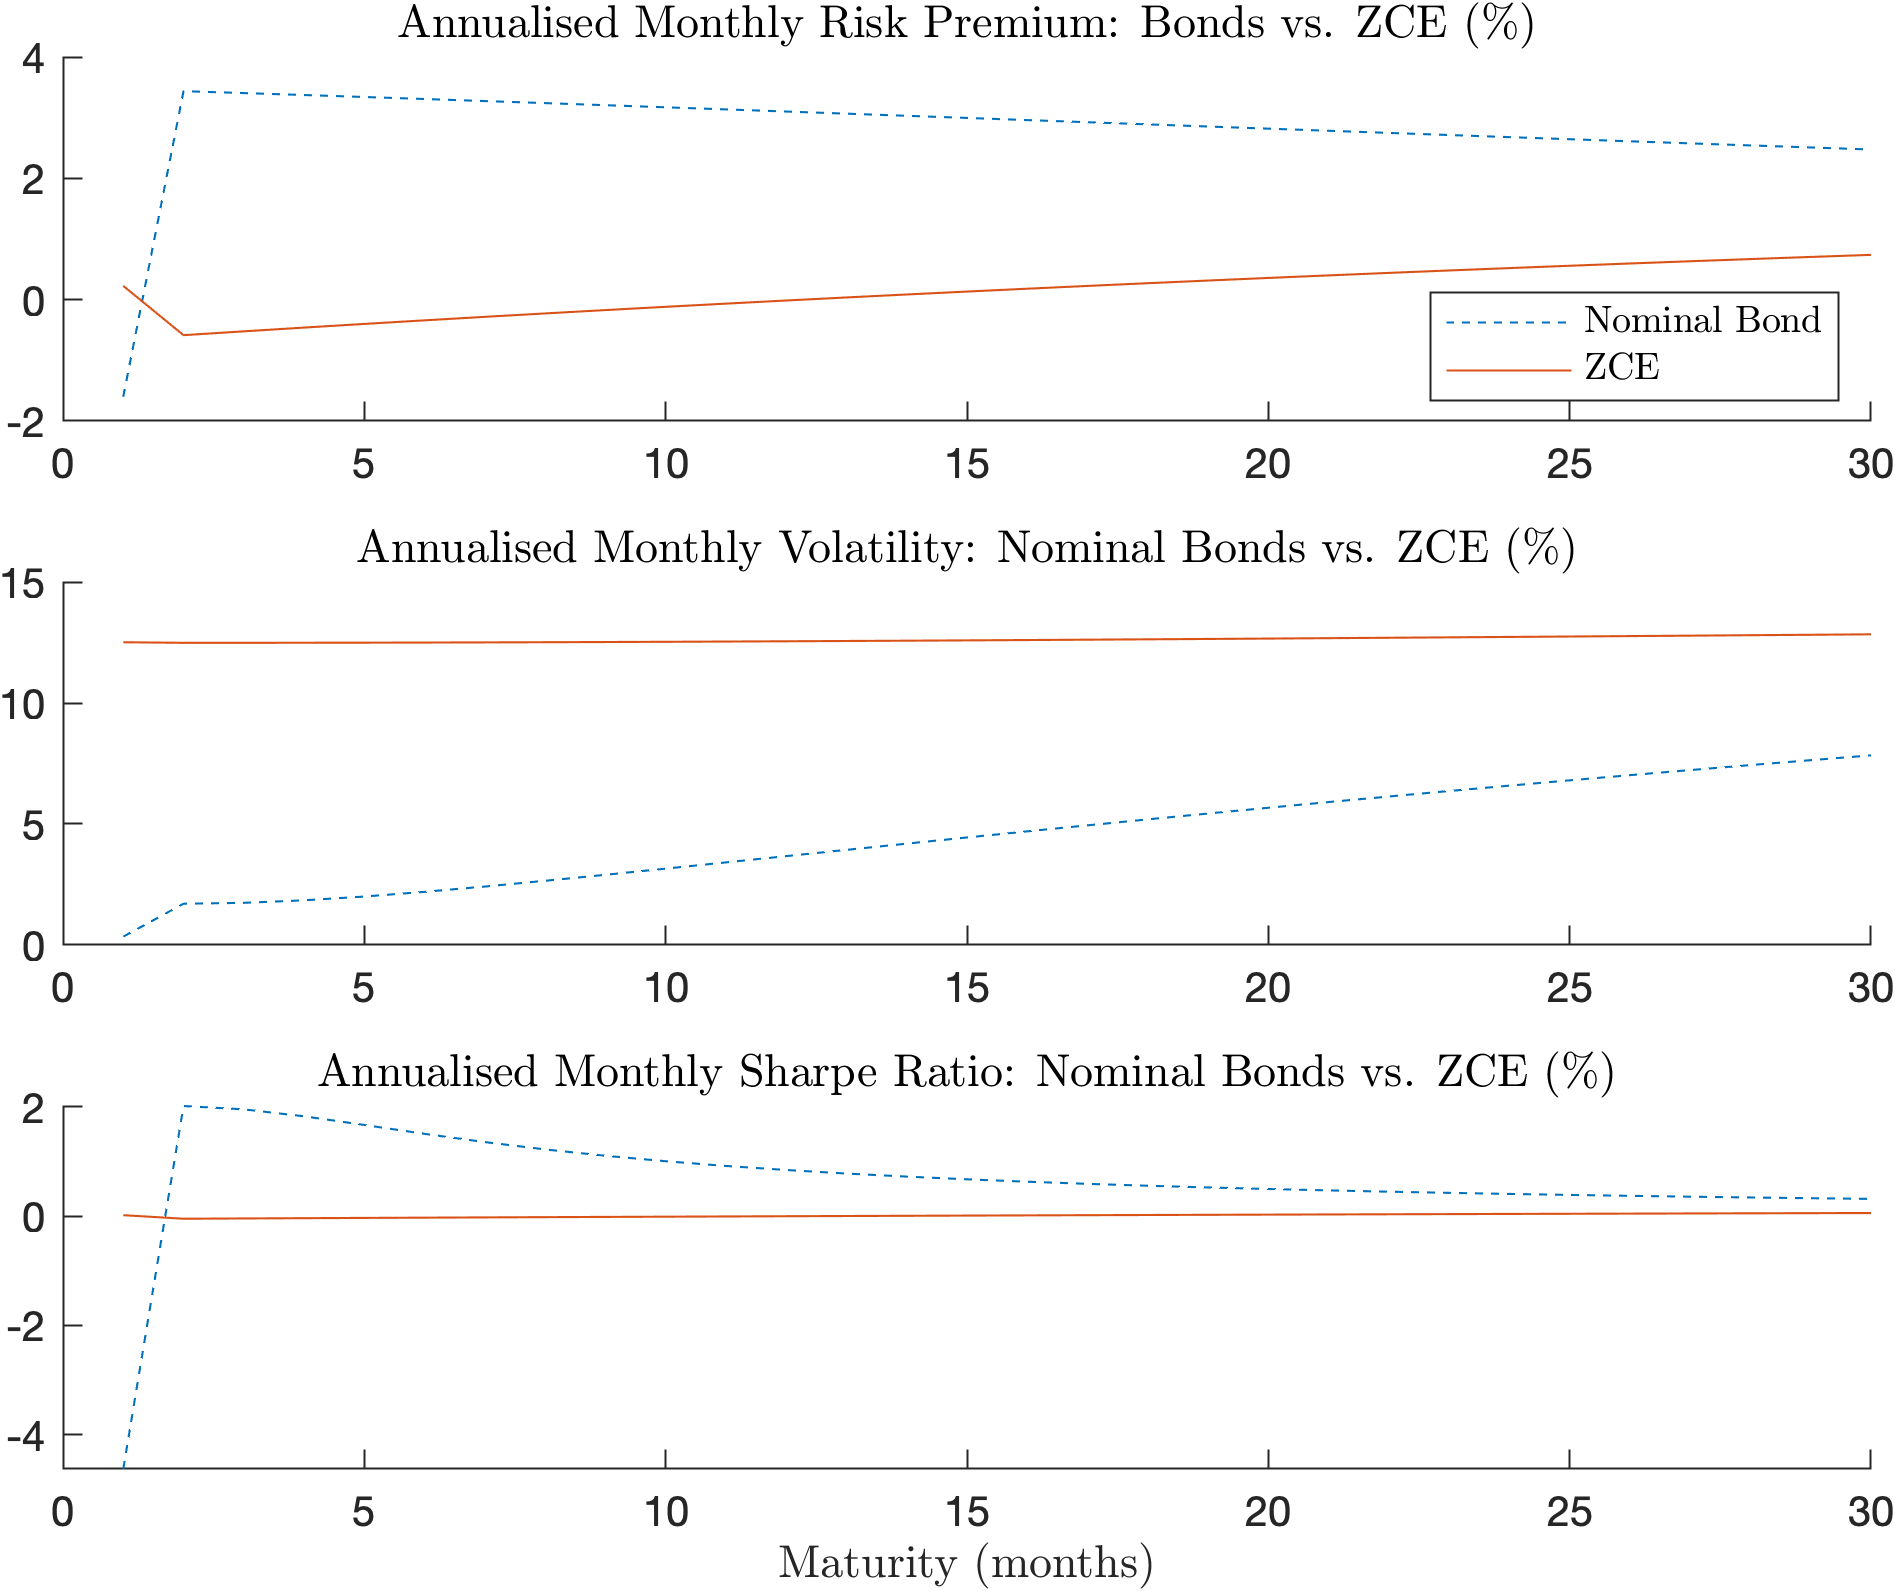 Annualised Monthly Risk Premium: Bonds vs. ZCE (%)
4
2
0
-2
0 5 10 15 20 25 30
Nominal Bond
ZCE
Annualised Monthly Volatility: Nominal Bonds vs. ZCE (%)
15
10
5
0
0 5 10 15 20 25 30
Annualised Monthly Sharpe Ratio: Nominal Bonds vs. ZCE (%)
2
0
-2
-4
0 5 10 15 20 25 30
Maturity (months)